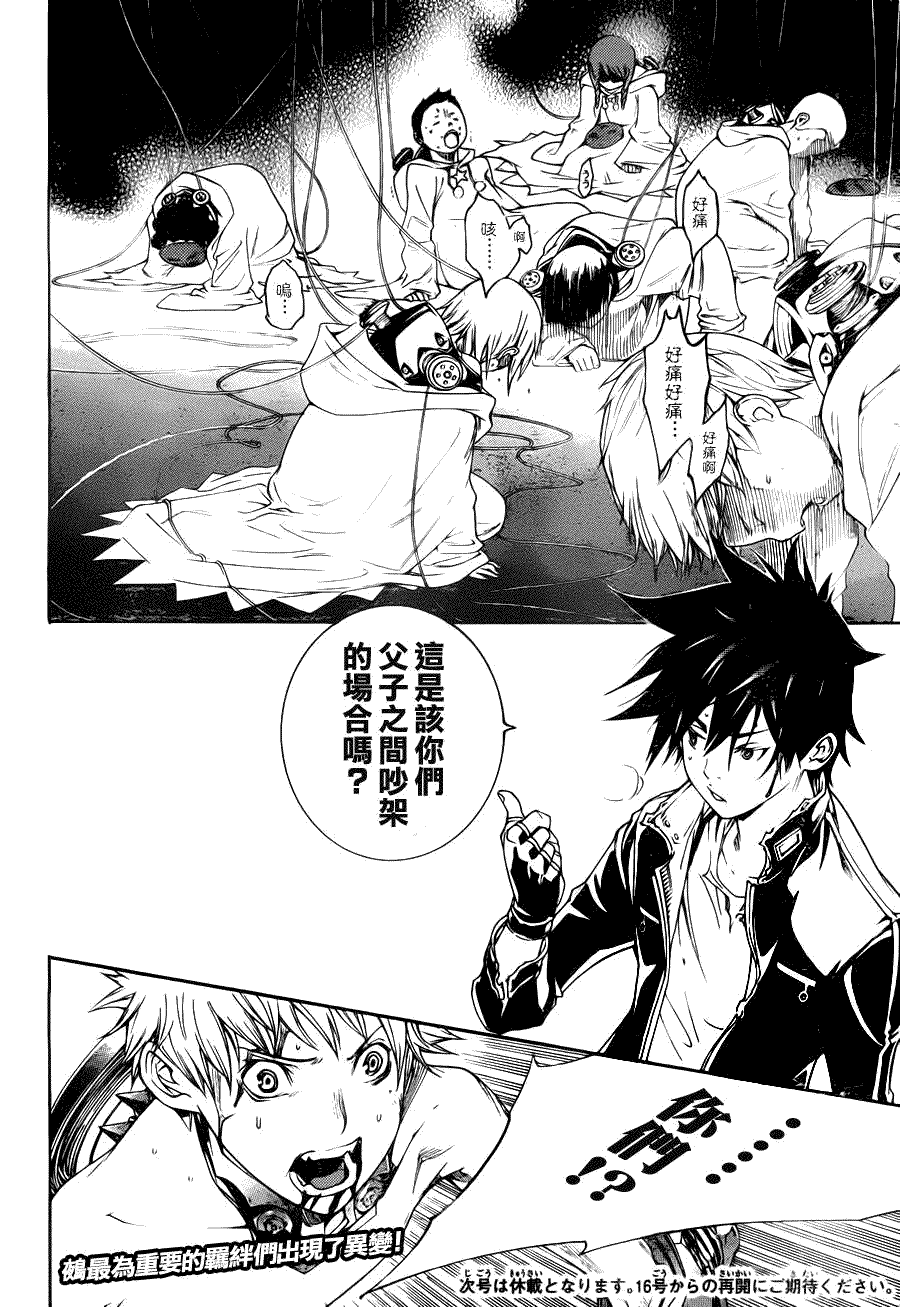 好痛
啊
咳……
嗚…
好痛好痛…
好痛啊
這是該你們
父子之間吵架
的場合嗎？
……
你們
!?
鵺最為重要的羈絆們出現了異變！
次号は休載となります。16号からの再開にご期待ください。